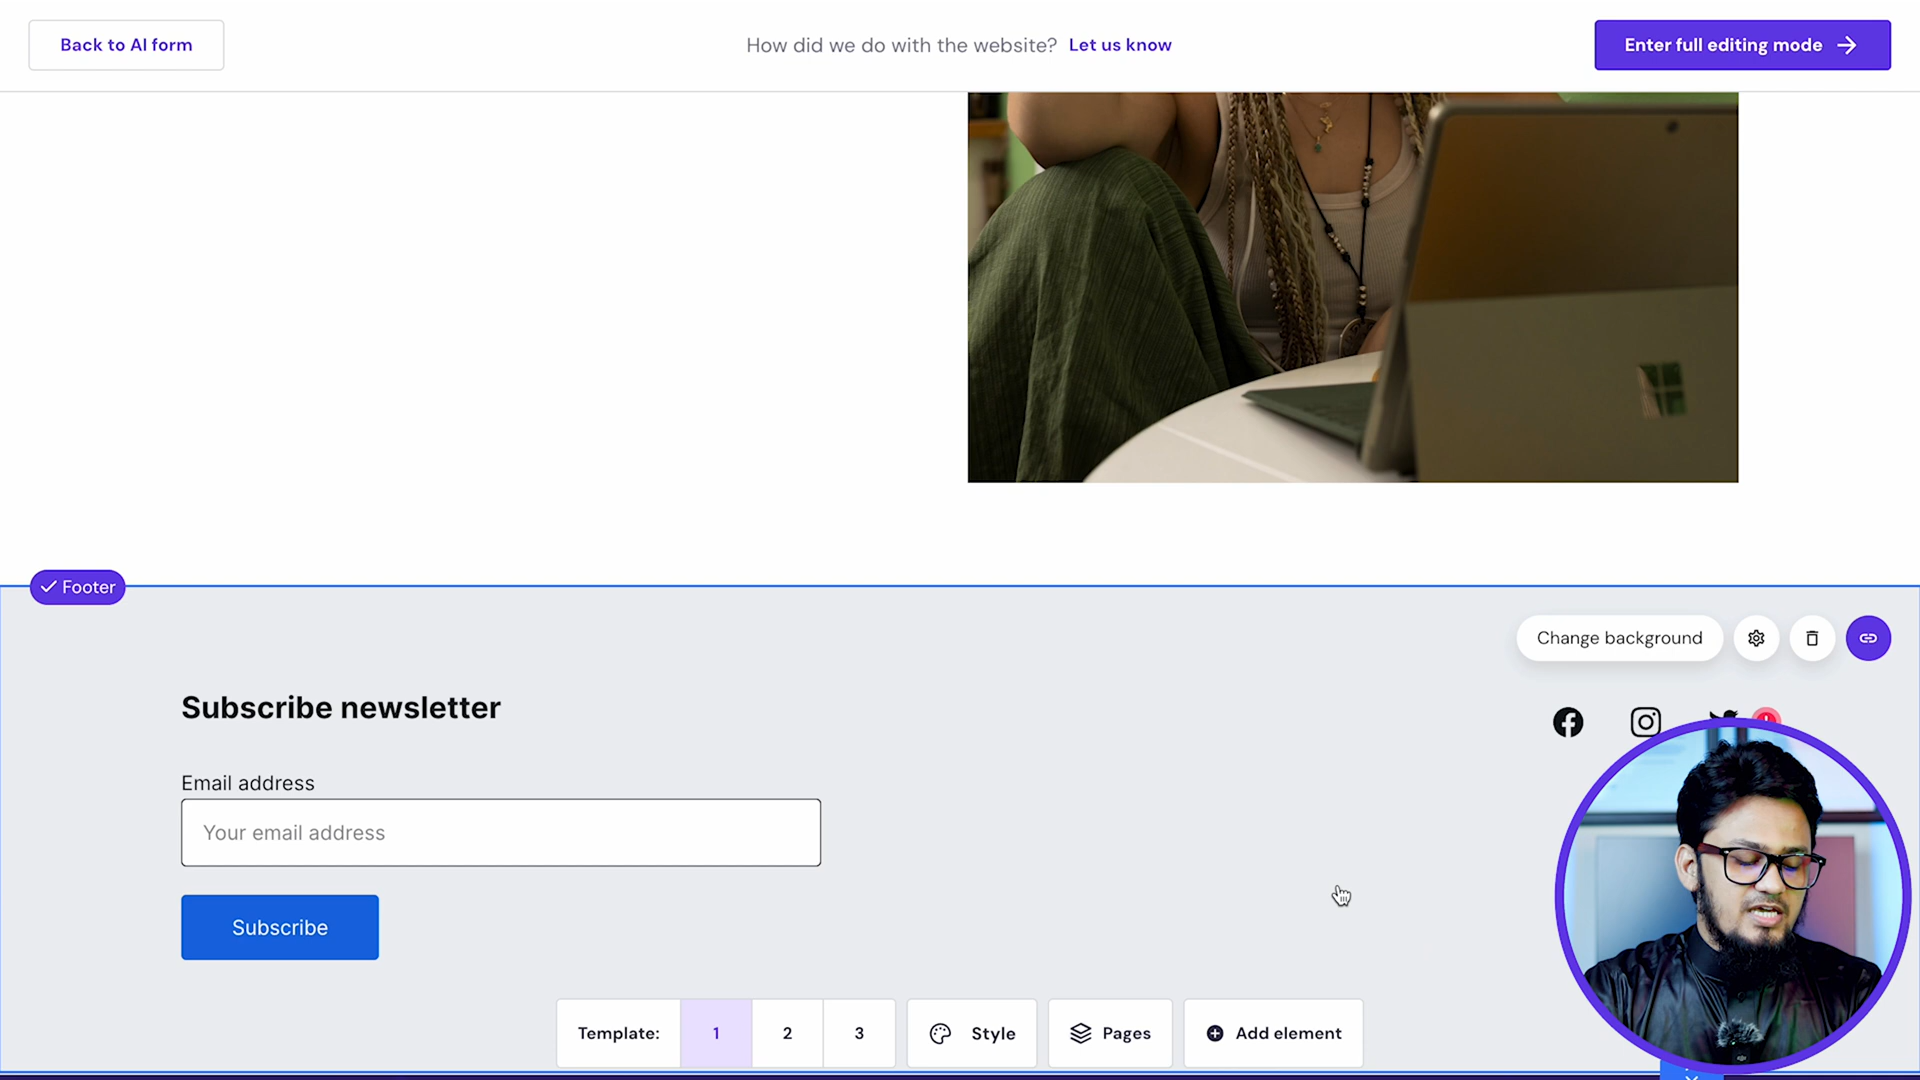 Back to AI form
How did we do with the website? Let us know
Enter full editing mode
Footer
Change background
Subscribe newsletter
Email address
Your email address
Subscribe
Template: 1 2 3
Style
Pages
Add element